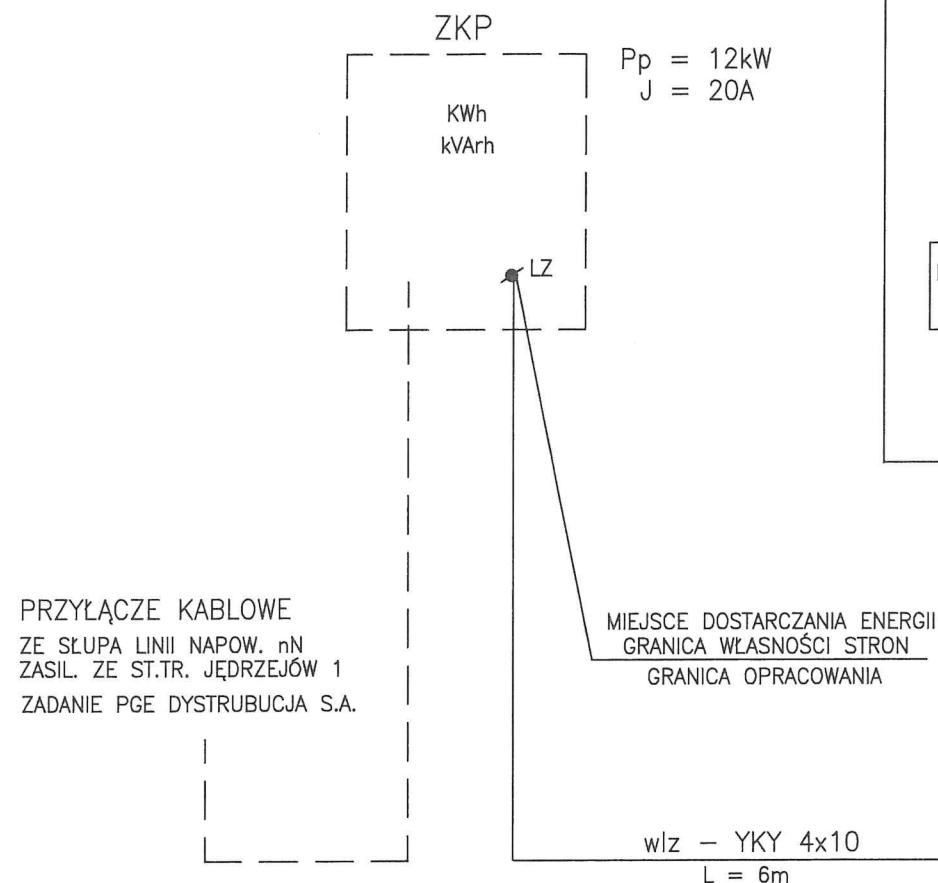 ZKP
Pp = 12kW
J = 20A
KWh
kVArh
LZ
PRZYŁĄCZE KABLOWE
ZE SŁUPA LINII NAPOW. nN
ZASIL. ZE ST.TR. JĘDRZEJÓW 1
ZADANIE PGE DYSTRUBUCJA S.A.
MIEJSCE DOSTARCZANIA ENERGII
GRANICA WŁASNOŚCI STRON
GRANICA OPRACOWANIA
wlz – YKY 4x10
L = 6m